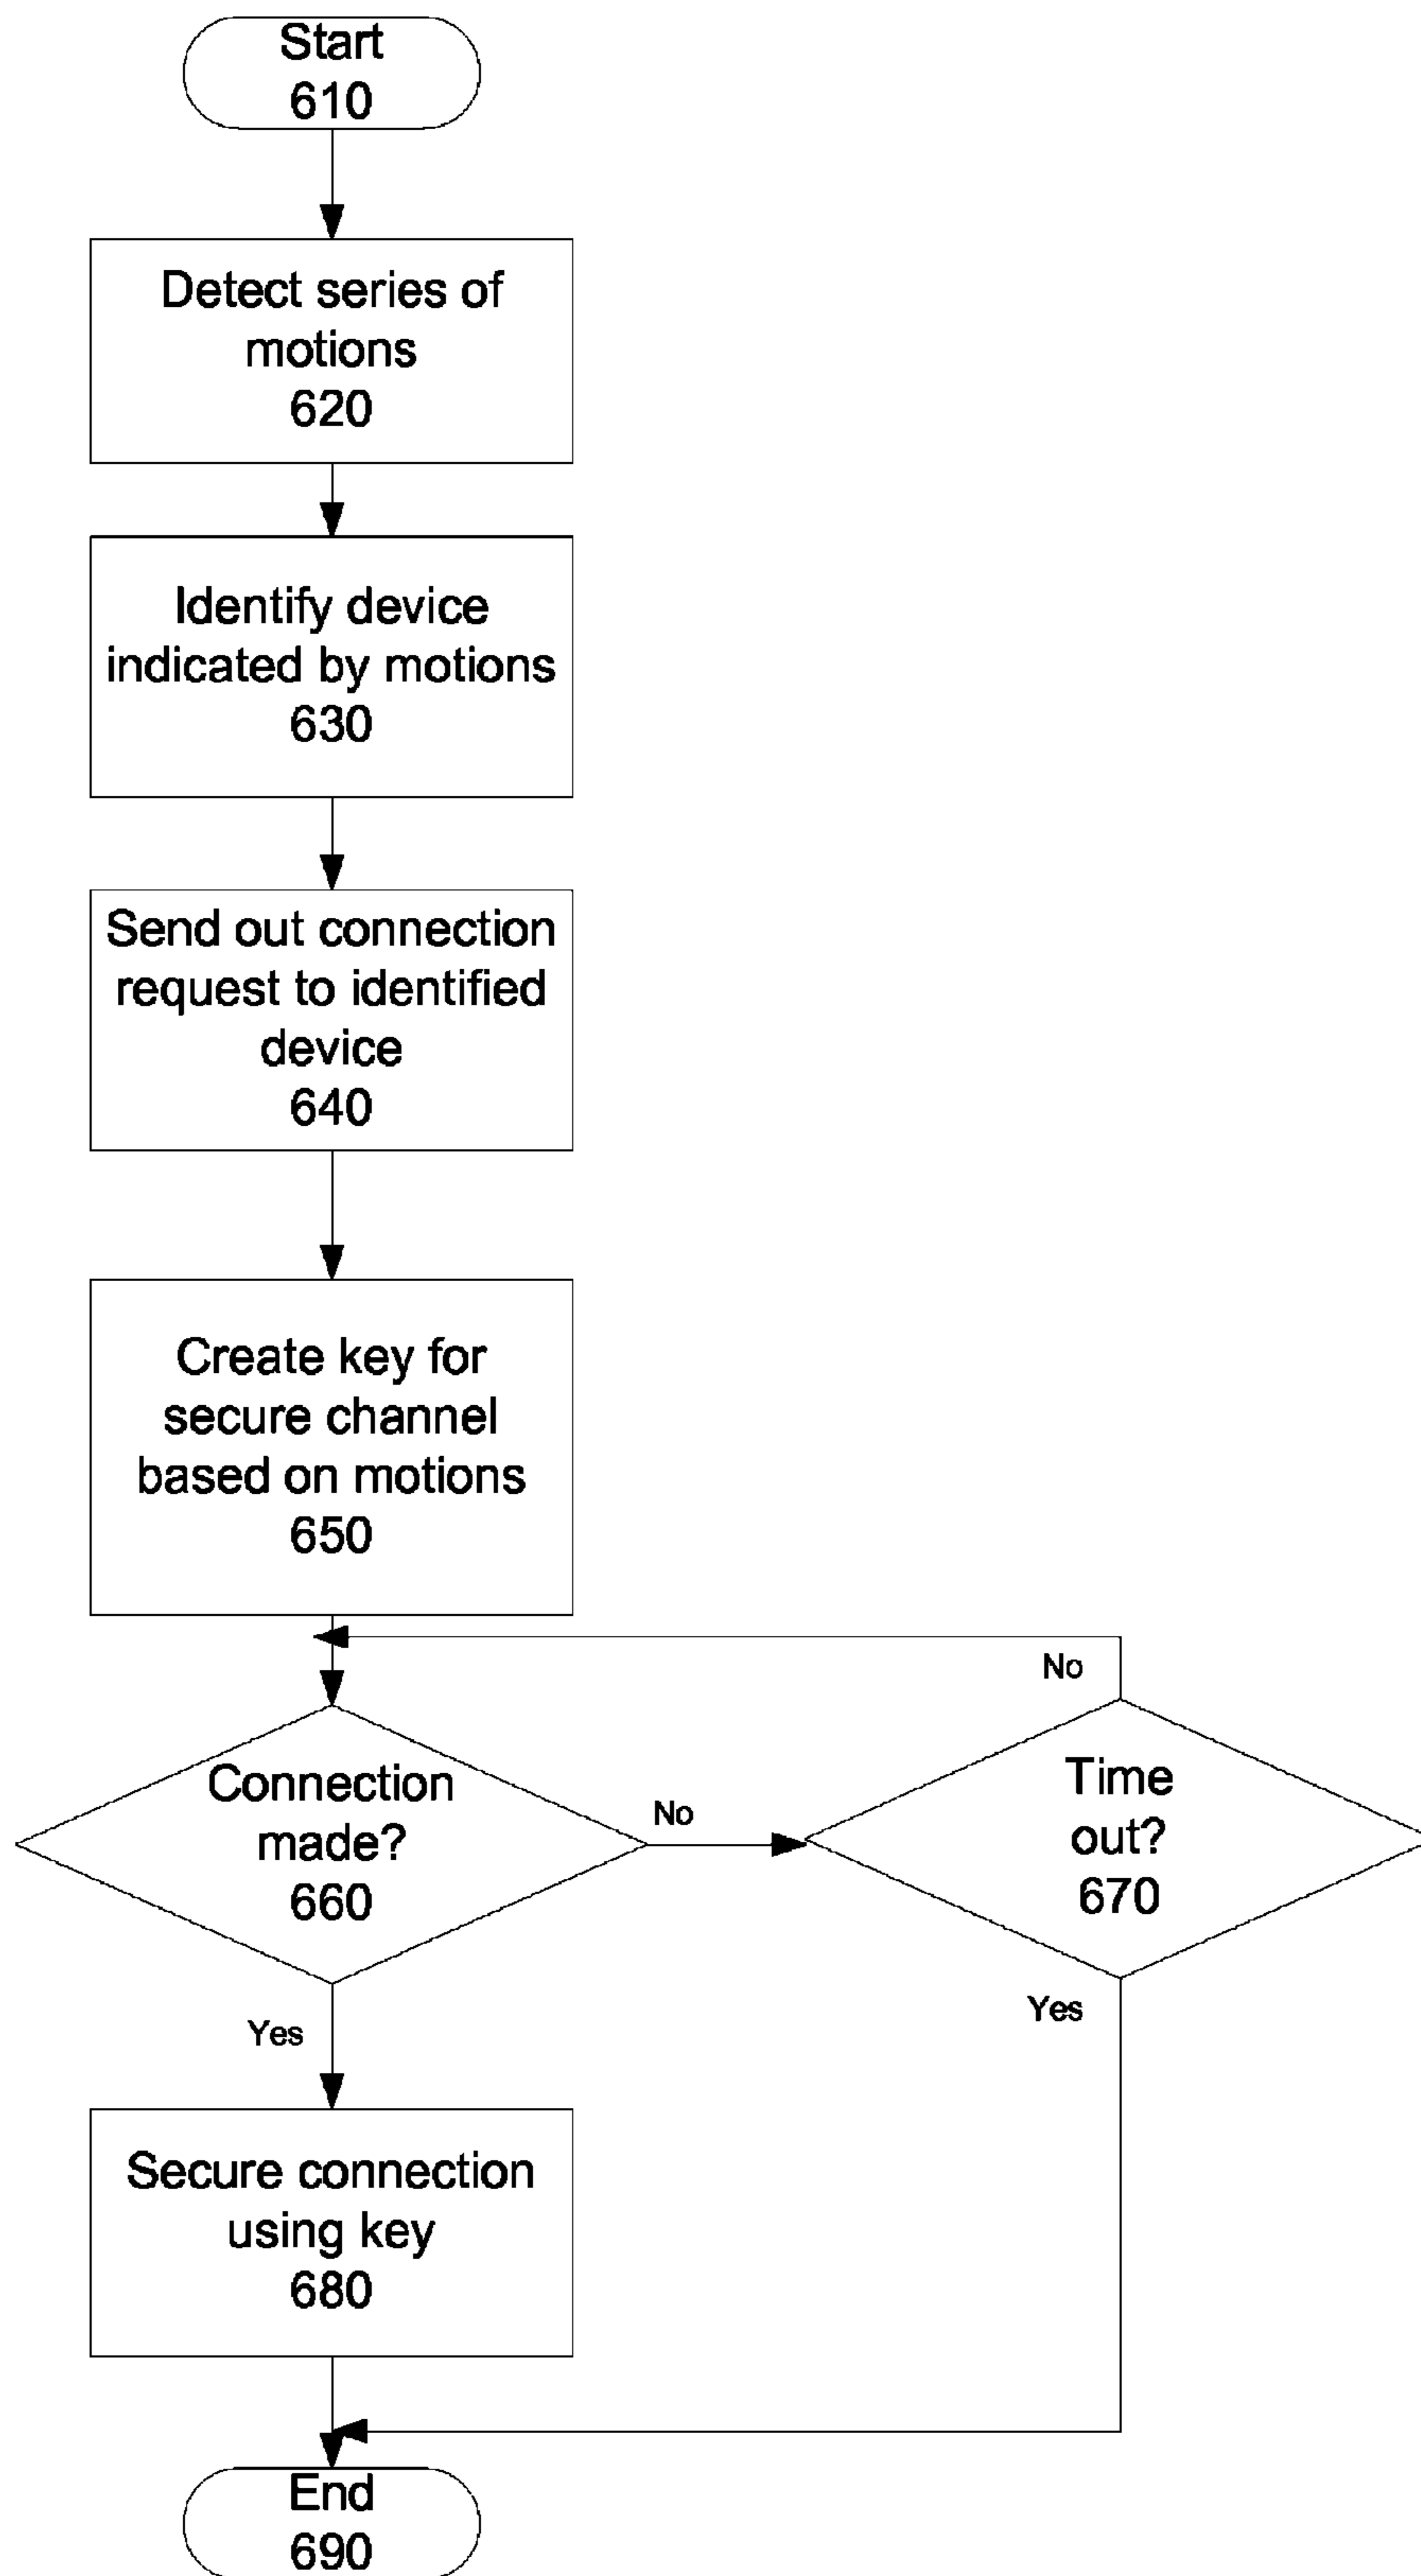 Start
610
Detect series of
motions
620
Identify device
indicated by motions
630
Send out connection
request to identified
device
640
Create key for
secure channel
based on motions
650
No
Connection
made?
660
No
Time
out?
670
Yes
Yes
Secure connection
using key
680
End
690